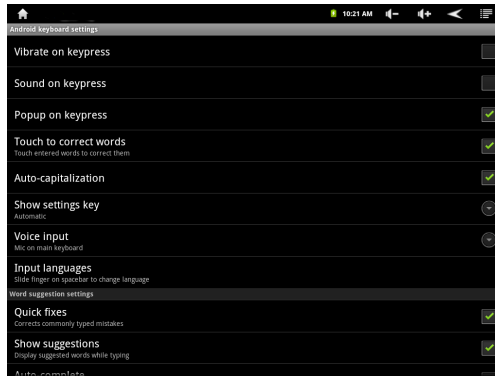 10:21 AM
Android keyboard settings
Vibrate on keypress
Sound on keypress
Popup on keypress
Touch to correct words
Touch entered words to correct them
Auto-capitalization
Show settings key
Automatic
Voice input
Mic on main keyboard
Input languages
Slide finger on spacebar to change language
Word suggestion settings
Quick fixes
Corrects commonly typed mistakes
Show suggestions
Display suggested words while typing
Auto-complete